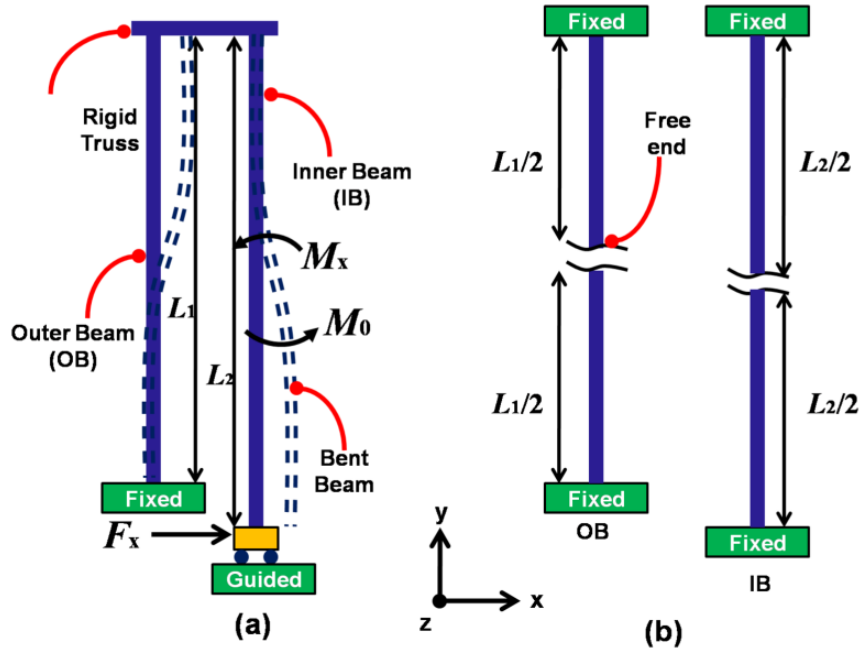 Rigid
Truss
Inner Beam
(IB)
Mx
L1
M0
Outer Beam
(OB)
L2
Bent
Beam
Fixed
Fx
Guided
(a)
y
x
z
Fixed
Fixed
Free
end
L1/2
L2/2
L1/2
L2/2
Fixed
OB
Fixed
IB
(b)